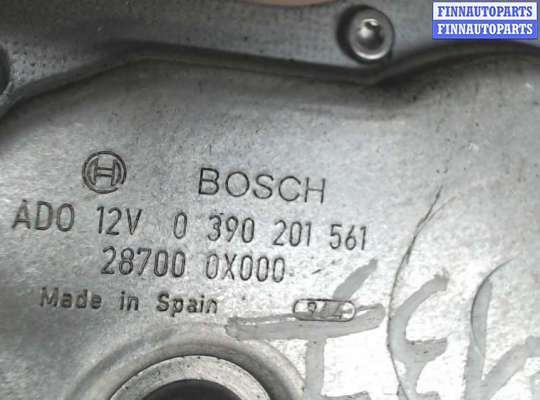 FINNAUTOPARTS
FINNAUTOPARTS
BOSCH
ADO 12V 0 390 201 561
28700 0X000
Made in Spain